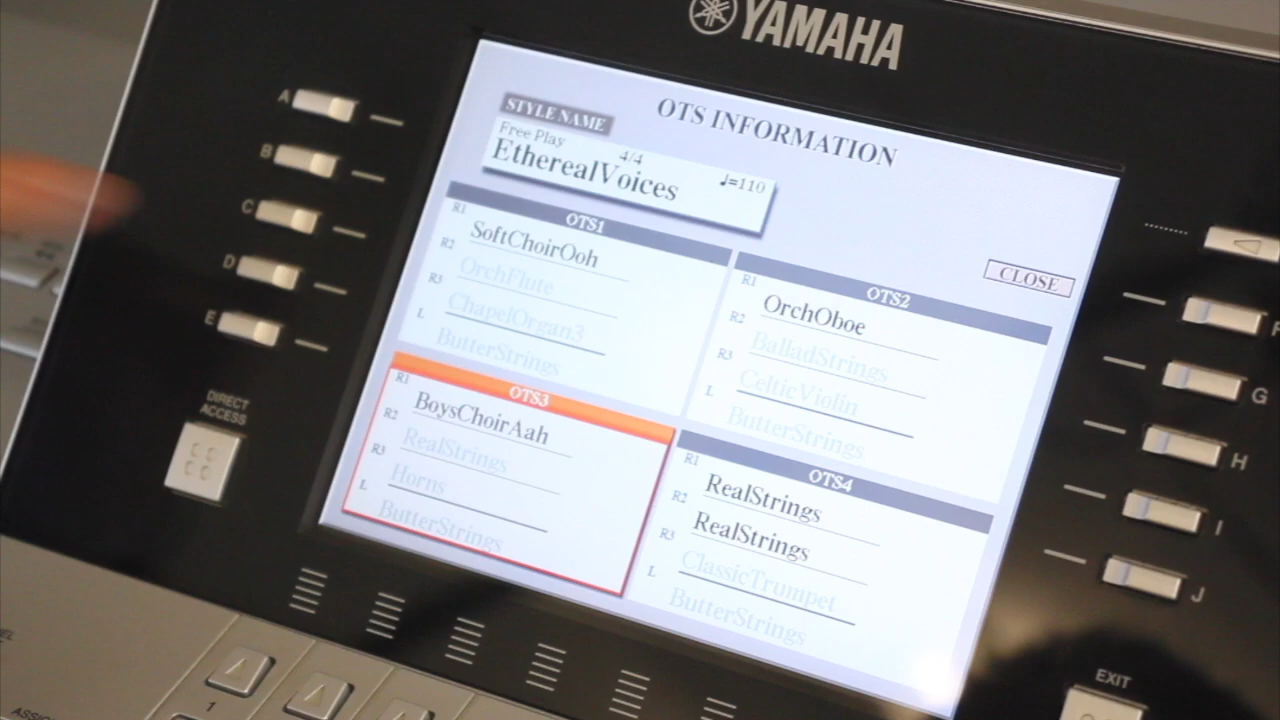 YAMAHA
OTS INFORMATION
STYLE NAME
Free Play
4/4
EtherealVoices
♩=110
CLOSE
OTS1
R1
SoftChoirOoh
R2
OrchFlute
R3
ChapelOrgan3
L
ButterStrings
OTS2
R1
OrchOboe
R2
BalladStrings
R3
CelticViolin
L
ButterStrings
OTS3
R1
BoysChoirAah
R2
RealStrings
R3
Horns
L
ButterStrings
OTS4
R1
RealStrings
R2
RealStrings
R3
ClassicTrumpet
L
ButterStrings
A
B
C
D
E
DIRECT
ACCESS
G
H
I
J
EXIT
1